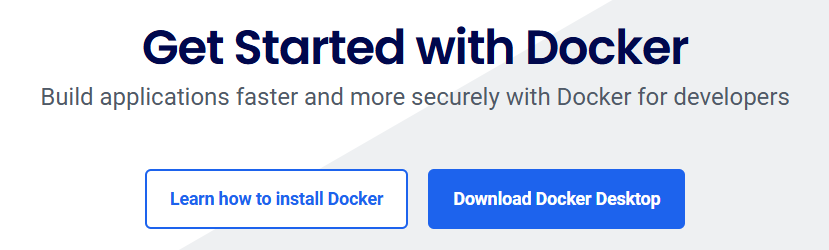 Get Started with Docker
Build applications faster and more securely with Docker for developers
Learn how to install Docker
Download Docker Desktop